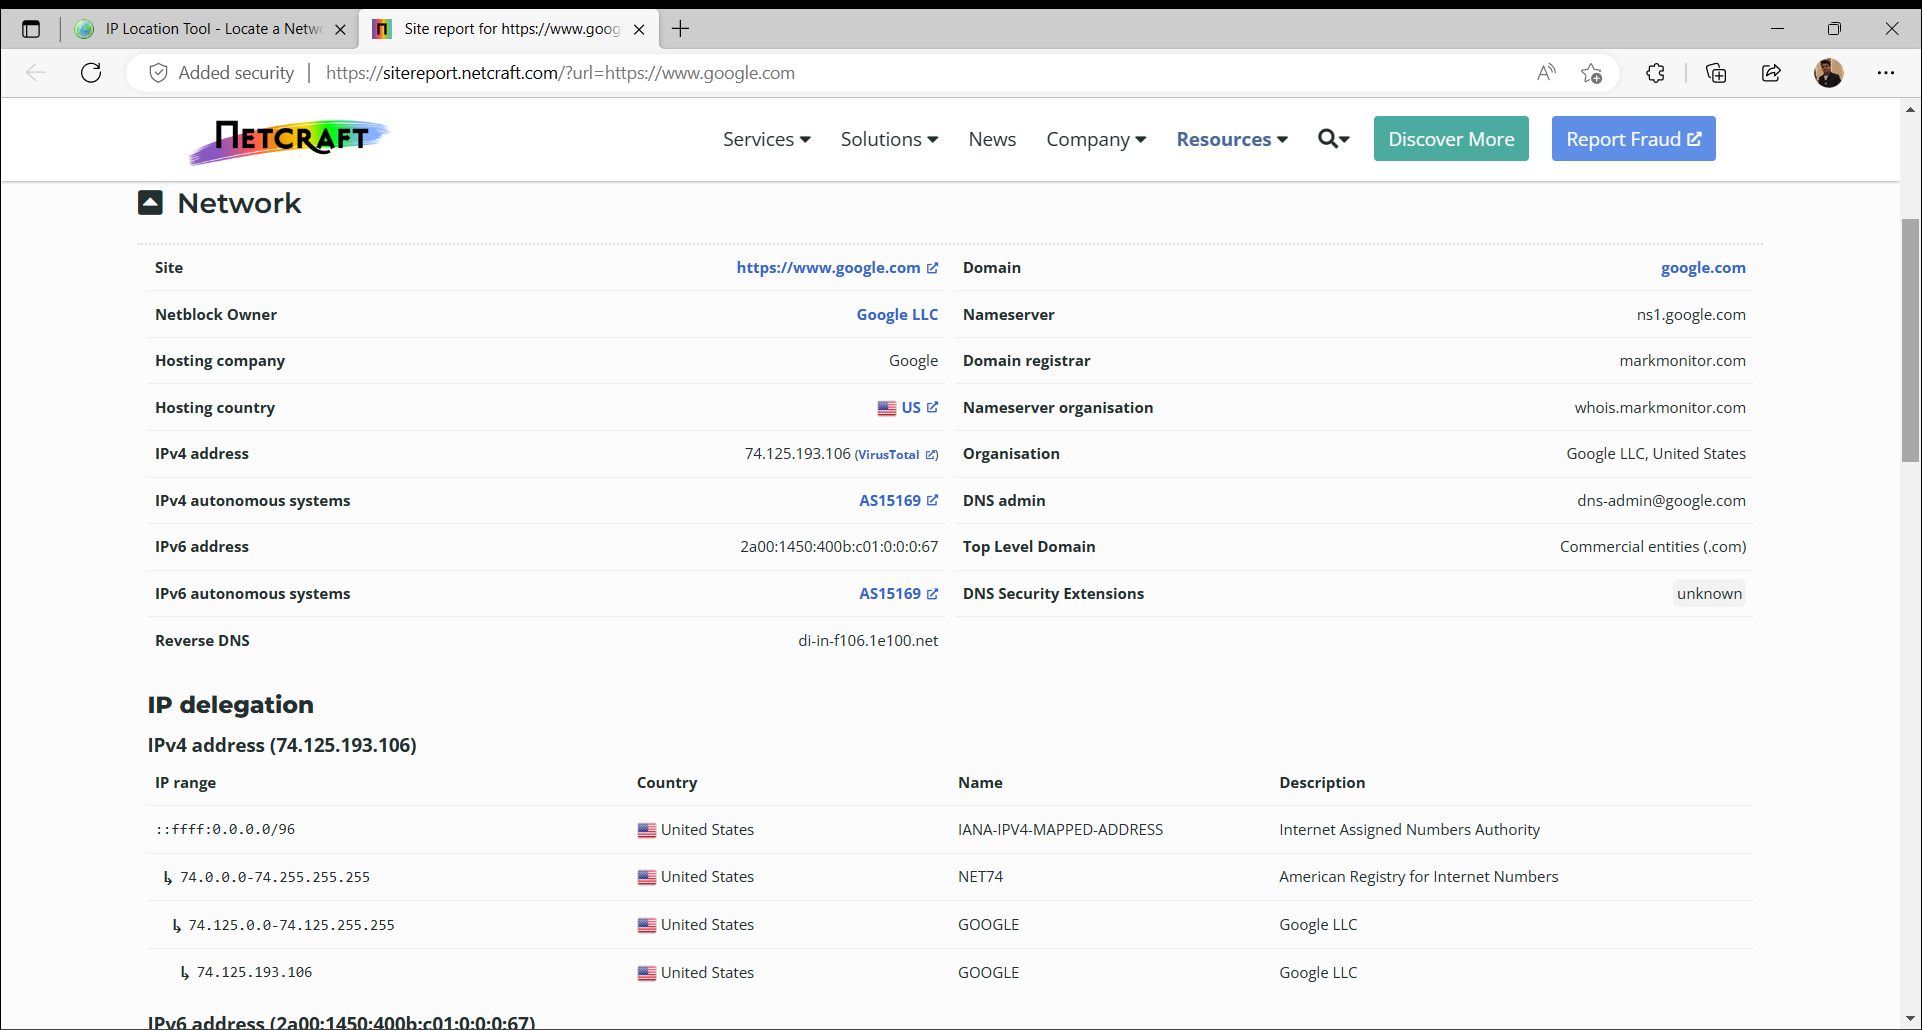 IP Location Tool - Locate a Netw
Site report for https://www.goog
Added security
https://sitereport.netcraft.com/?url=https://www.google.com
NETCRAFT
Services
Solutions
News
Company
Resources
Discover More
Report Fraud
Network
Site https://www.google.com Domain google.com
Netblock Owner Google LLC Nameserver ns1.google.com
Hosting company Google Domain registrar markmonitor.com
Hosting country US Nameserver organisation whois.markmonitor.com
IPv4 address 74.125.193.106 (VirusTotal) Organisation Google LLC, United States
IPv4 autonomous systems AS15169 DNS admin dns-admin@google.com
IPv6 address 2a00:1450:400b:c01:0:0:0:67 Top Level Domain Commercial entities (.com)
IPv6 autonomous systems AS15169 DNS Security Extensions unknown
Reverse DNS di-in-f106.1e100.net
IP delegation
IPv4 address (74.125.193.106)
IP range Country Name Description
::ffff:0.0.0.0/96 United States IANA-IPV4-MAPPED-ADDRESS Internet Assigned Numbers Authority
↳ 74.0.0.0-74.255.255.255 United States NET74 American Registry for Internet Numbers
↳ 74.125.0.0-74.125.255.255 United States GOOGLE Google LLC
↳ 74.125.193.106 United States GOOGLE Google LLC
IPv6 address (2a00:1450:400b:c01:0:0:0:67)